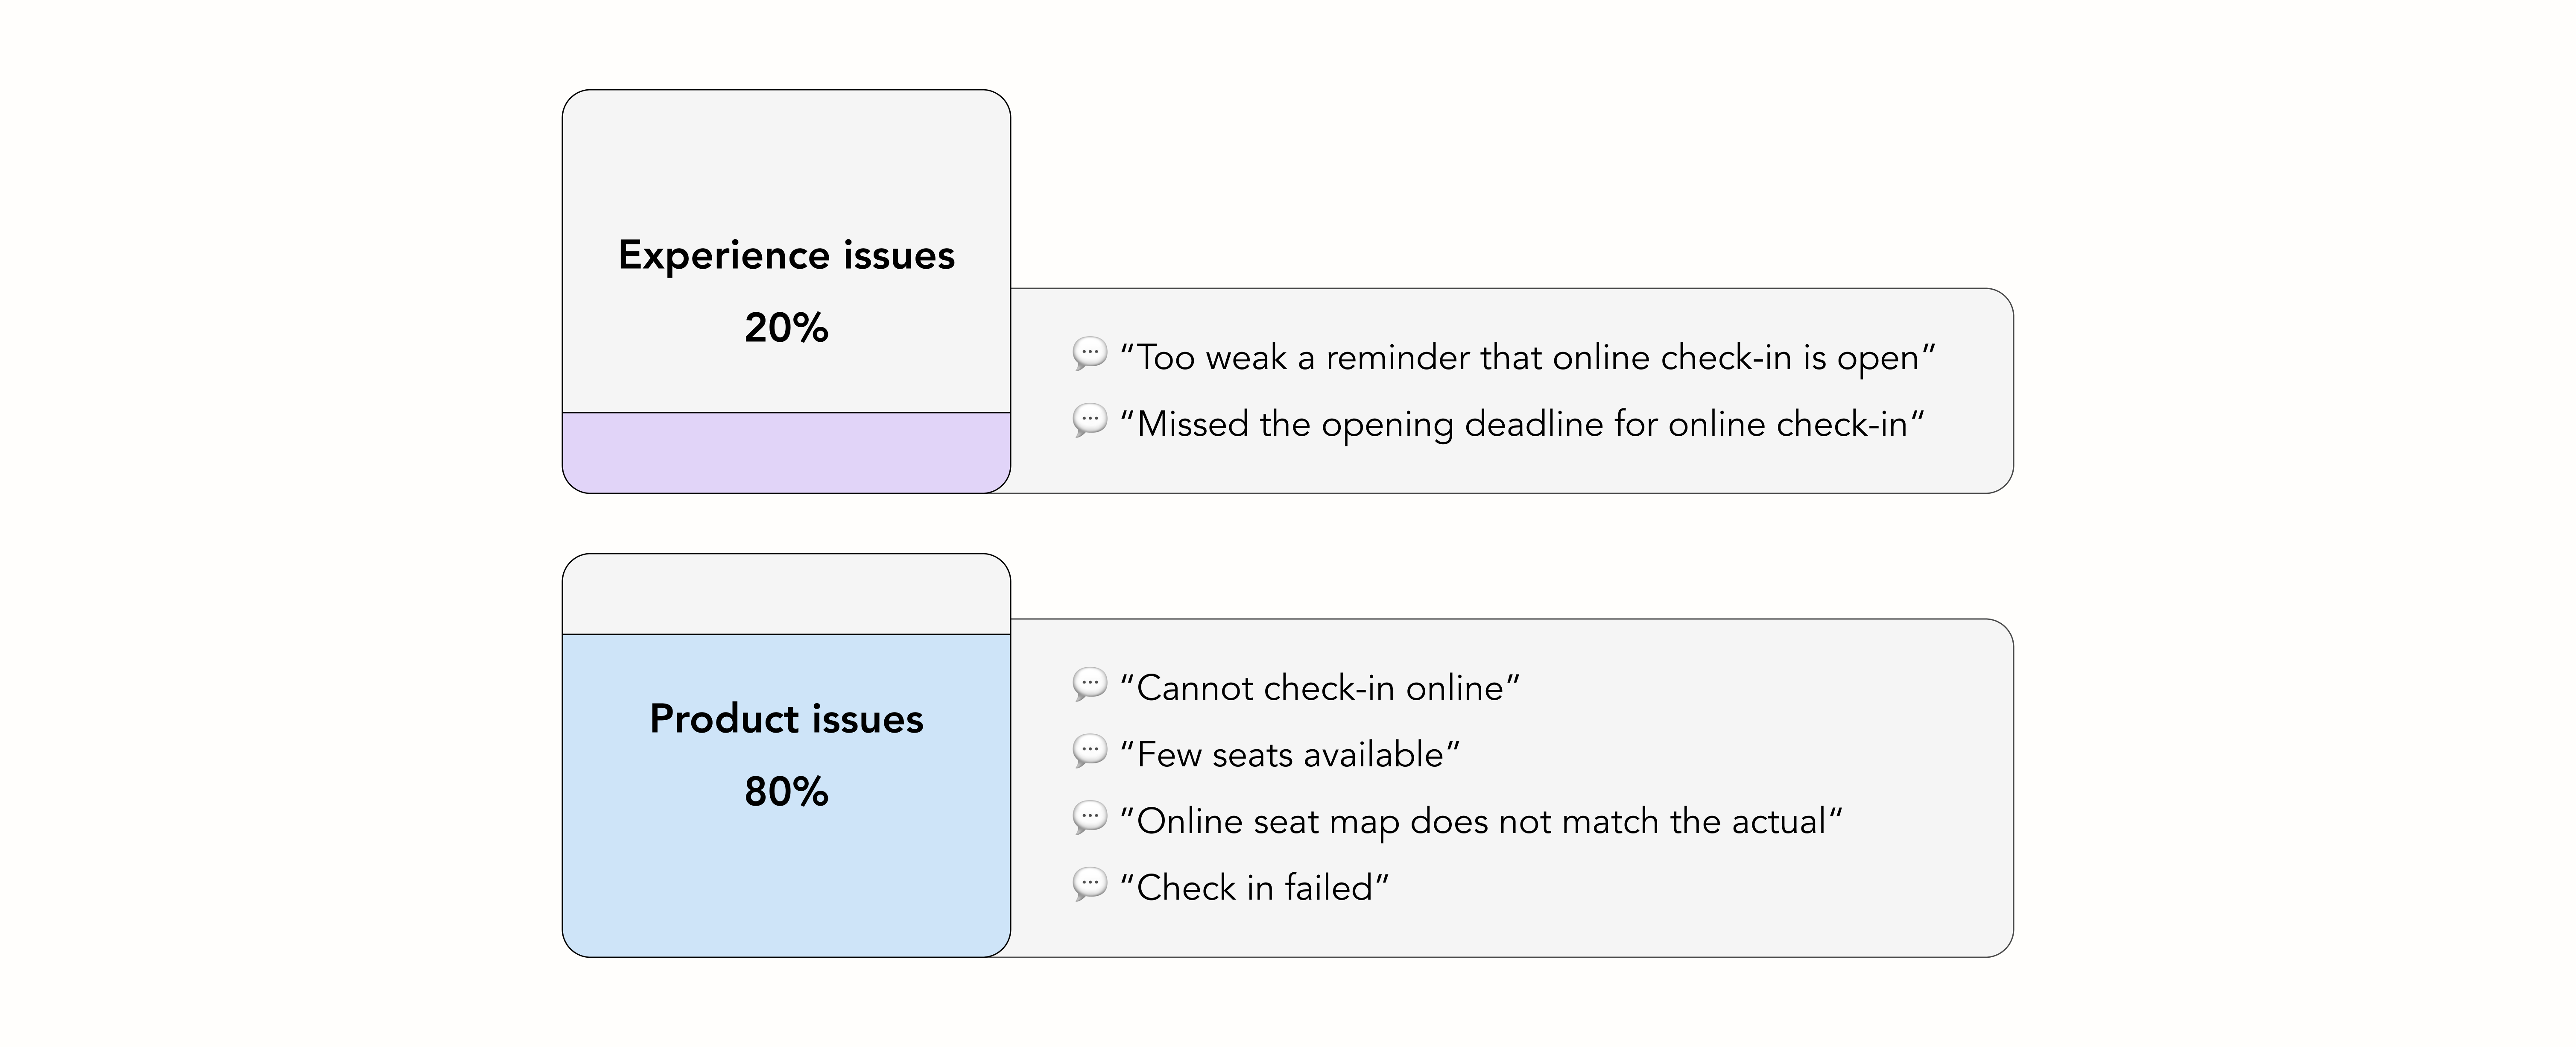 Experience issues
20%
“Too weak a reminder that online check-in is open”
“Missed the opening deadline for online check-in“
Product issues
80%
“Cannot check-in online”
“Few seats available”
”Online seat map does not match the actual“
“Check in failed”